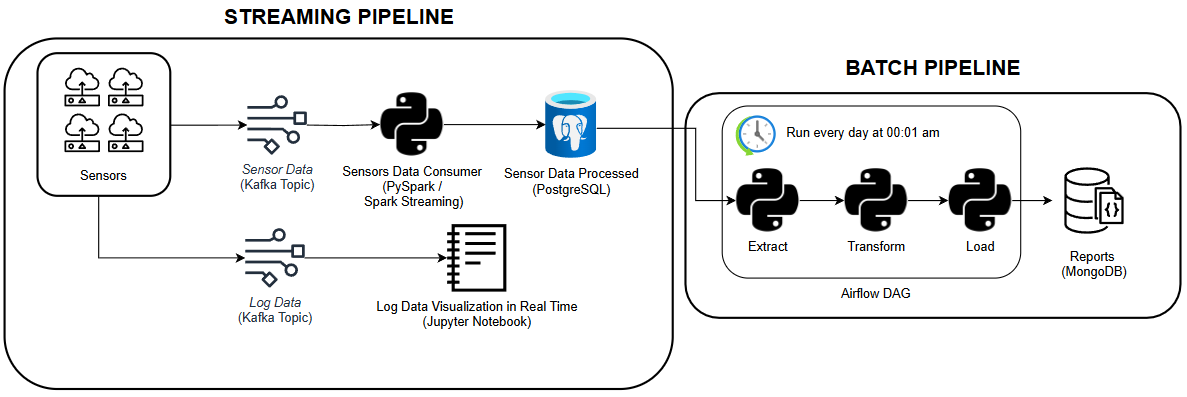 STREAMING PIPELINE
BATCH PIPELINE
Sensors
Sensor Data
(Kafka Topic)
Sensors Data Consumer
(PySpark /
Spark Streaming)
Sensor Data Processed
(PostgreSQL)
Log Data
(Kafka Topic)
Log Data Visualization in Real Time
(Jupyter Notebook)
Run every day at 00:01 am
Extract
Transform
Load
Airflow DAG
Reports
(MongoDB)